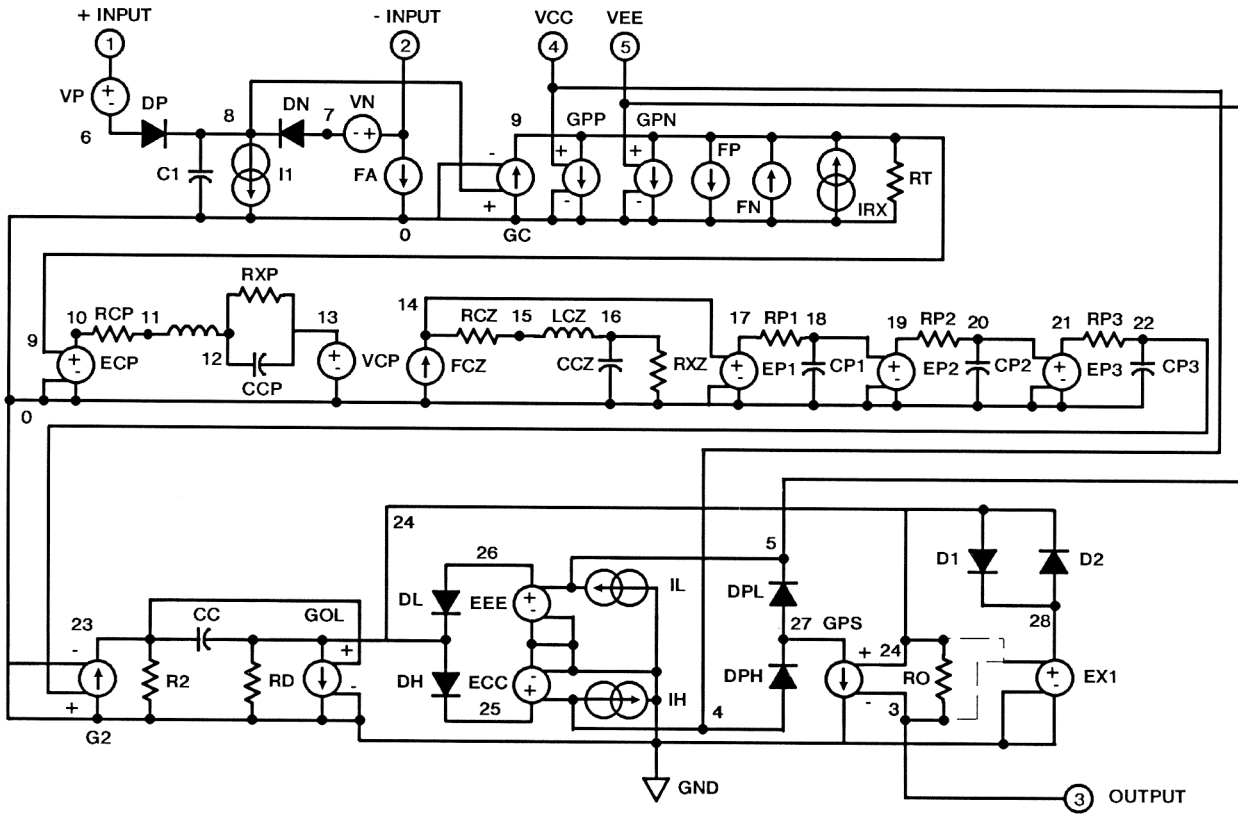 + INPUT
- INPUT
VCC
VEE
1
2
4
5
VP
+
-
DP
8
DN
7
VN
- +
9
GPP
GPN
6
C1
I1
FA
-
+
+
FP
FN
IRX
RT
+
-
-
0
GC
RXP
14
RCZ
LCZ
10
RCP
11
13
15
16
17
RP1
18
19
RP2
20
21
RP3
22
9
+
-
ECP
12
CCP
+
-
VCP
FCZ
CCZ
RXZ
+
-
EP1
CP1
+
-
EP2
CP2
+
-
EP3
CP3
0
24
5
26
D1
D2
DL
EEE
+
-
IL
DPL
23
CC
GOL
27
GPS
28
-
+
+
24
R2
RD
-
DH
ECC
-
+
IH
DPH
-
RO
+
-
EX1
+
25
4
3
G2
GND
3
OUTPUT